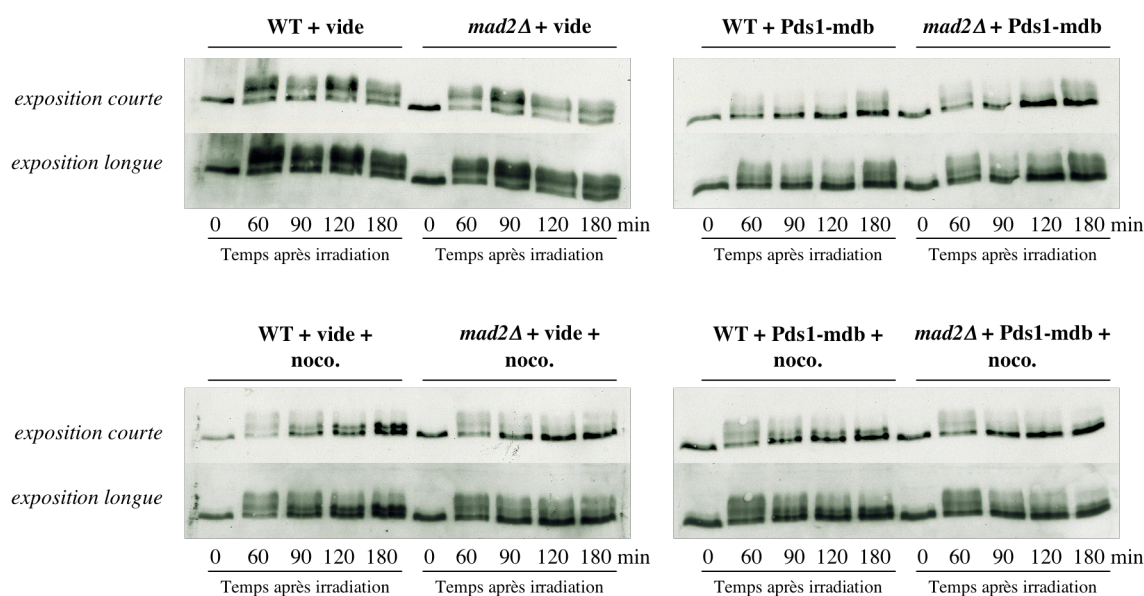 WT + vide mad2Δ + vide WT + Pds1-mdb mad2Δ + Pds1-mdb
exposition courte
exposition longue
0 60 90 120 180 0 60 90 120 180 min 0 60 90 120 180 0 60 90 120 180 min
Temps après irradiation Temps après irradiation Temps après irradiation Temps après irradiation
WT + vide + mad2Δ + vide + WT + Pds1-mdb + mad2Δ + Pds1-mdb +
noco. noco. noco. noco.
exposition courte
exposition longue
0 60 90 120 180 0 60 90 120 180 min 0 60 90 120 180 0 60 90 120 180 min
Temps après irradiation Temps après irradiation Temps après irradiation Temps après irradiation